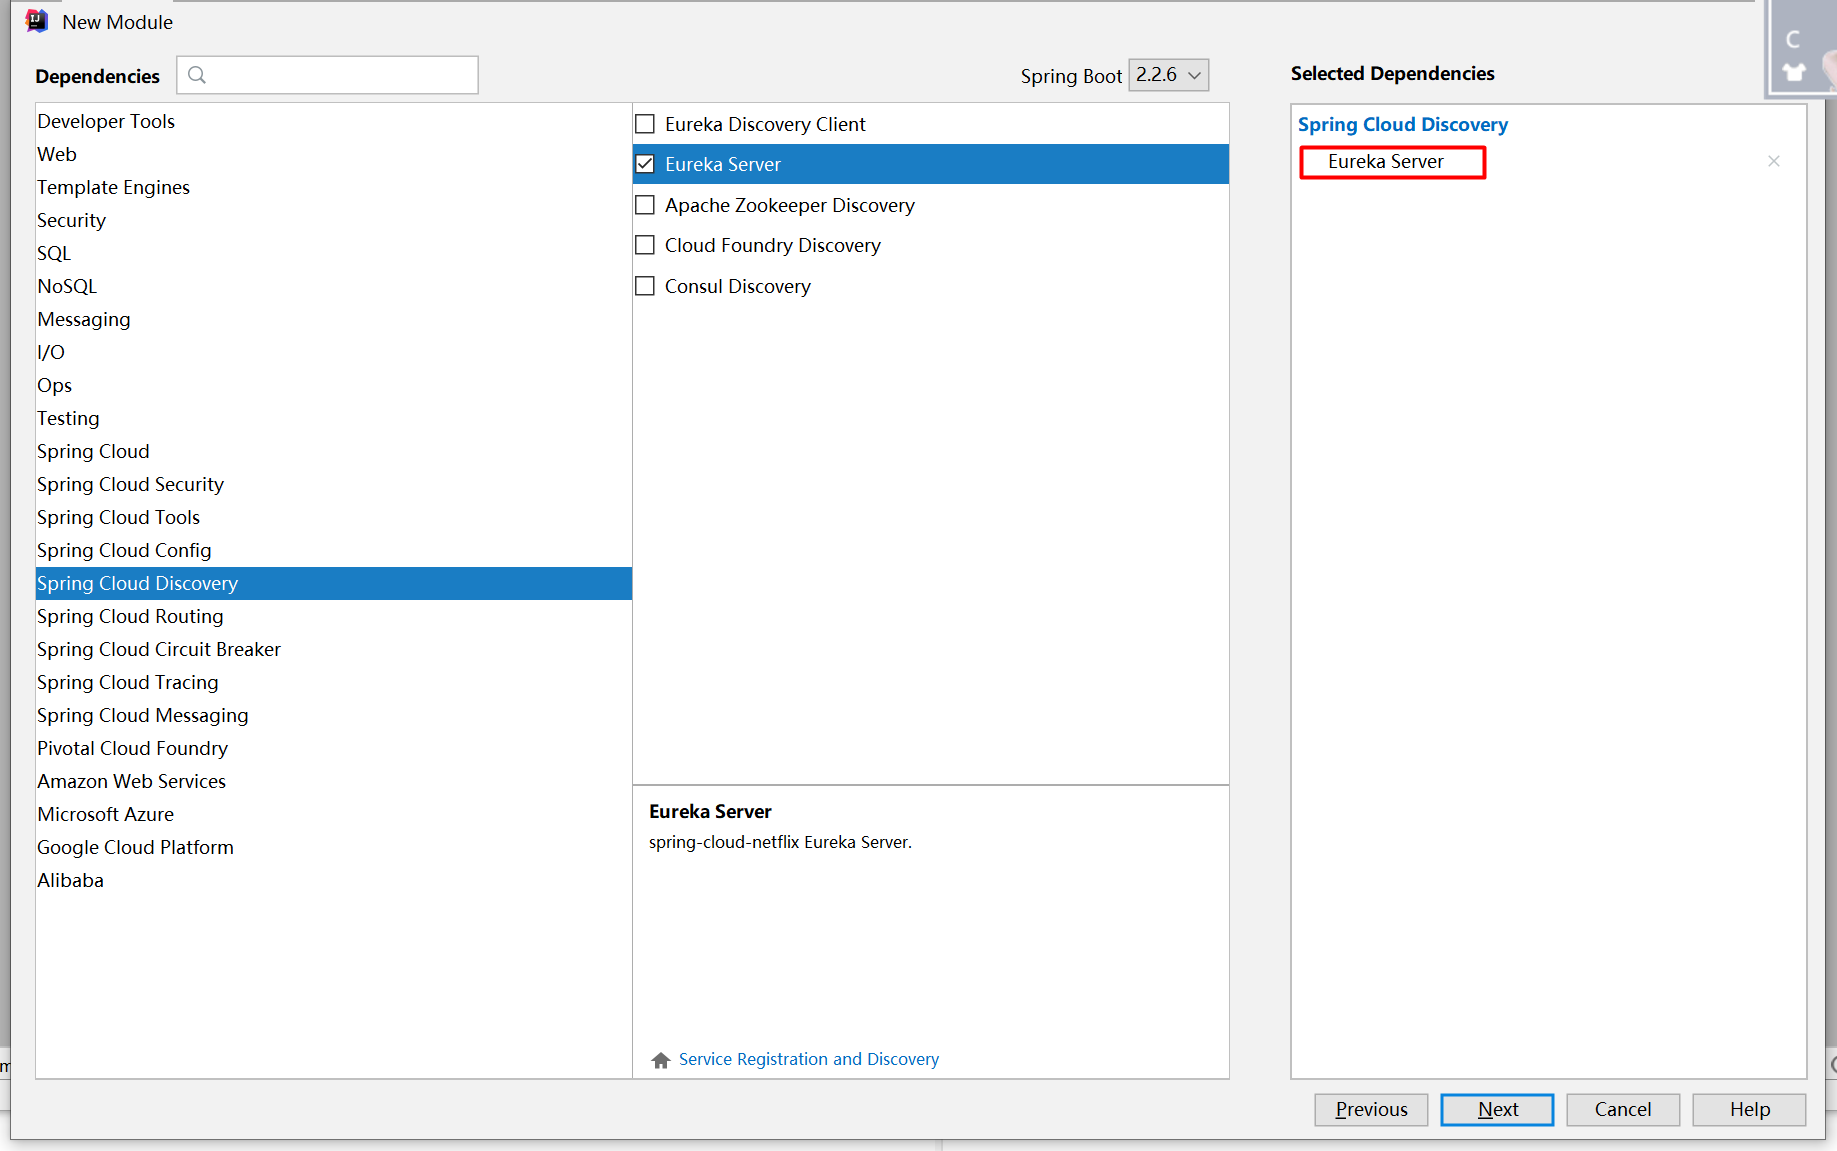 New Module
Dependencies
Spring Boot 2.2.6
Selected Dependencies
Developer Tools
Web
Template Engines
Security
SQL
NoSQL
Messaging
I/O
Ops
Testing
Spring Cloud
Spring Cloud Security
Spring Cloud Tools
Spring Cloud Config
Spring Cloud Discovery
Spring Cloud Routing
Spring Cloud Circuit Breaker
Spring Cloud Tracing
Spring Cloud Messaging
Pivotal Cloud Foundry
Amazon Web Services
Microsoft Azure
Google Cloud Platform
Alibaba
Eureka Discovery Client
Eureka Server
Apache Zookeeper Discovery
Cloud Foundry Discovery
Consul Discovery
Eureka Server
spring-cloud-netflix Eureka Server.
Service Registration and Discovery
Spring Cloud Discovery
Eureka Server
Previous
Next
Cancel
Help
C